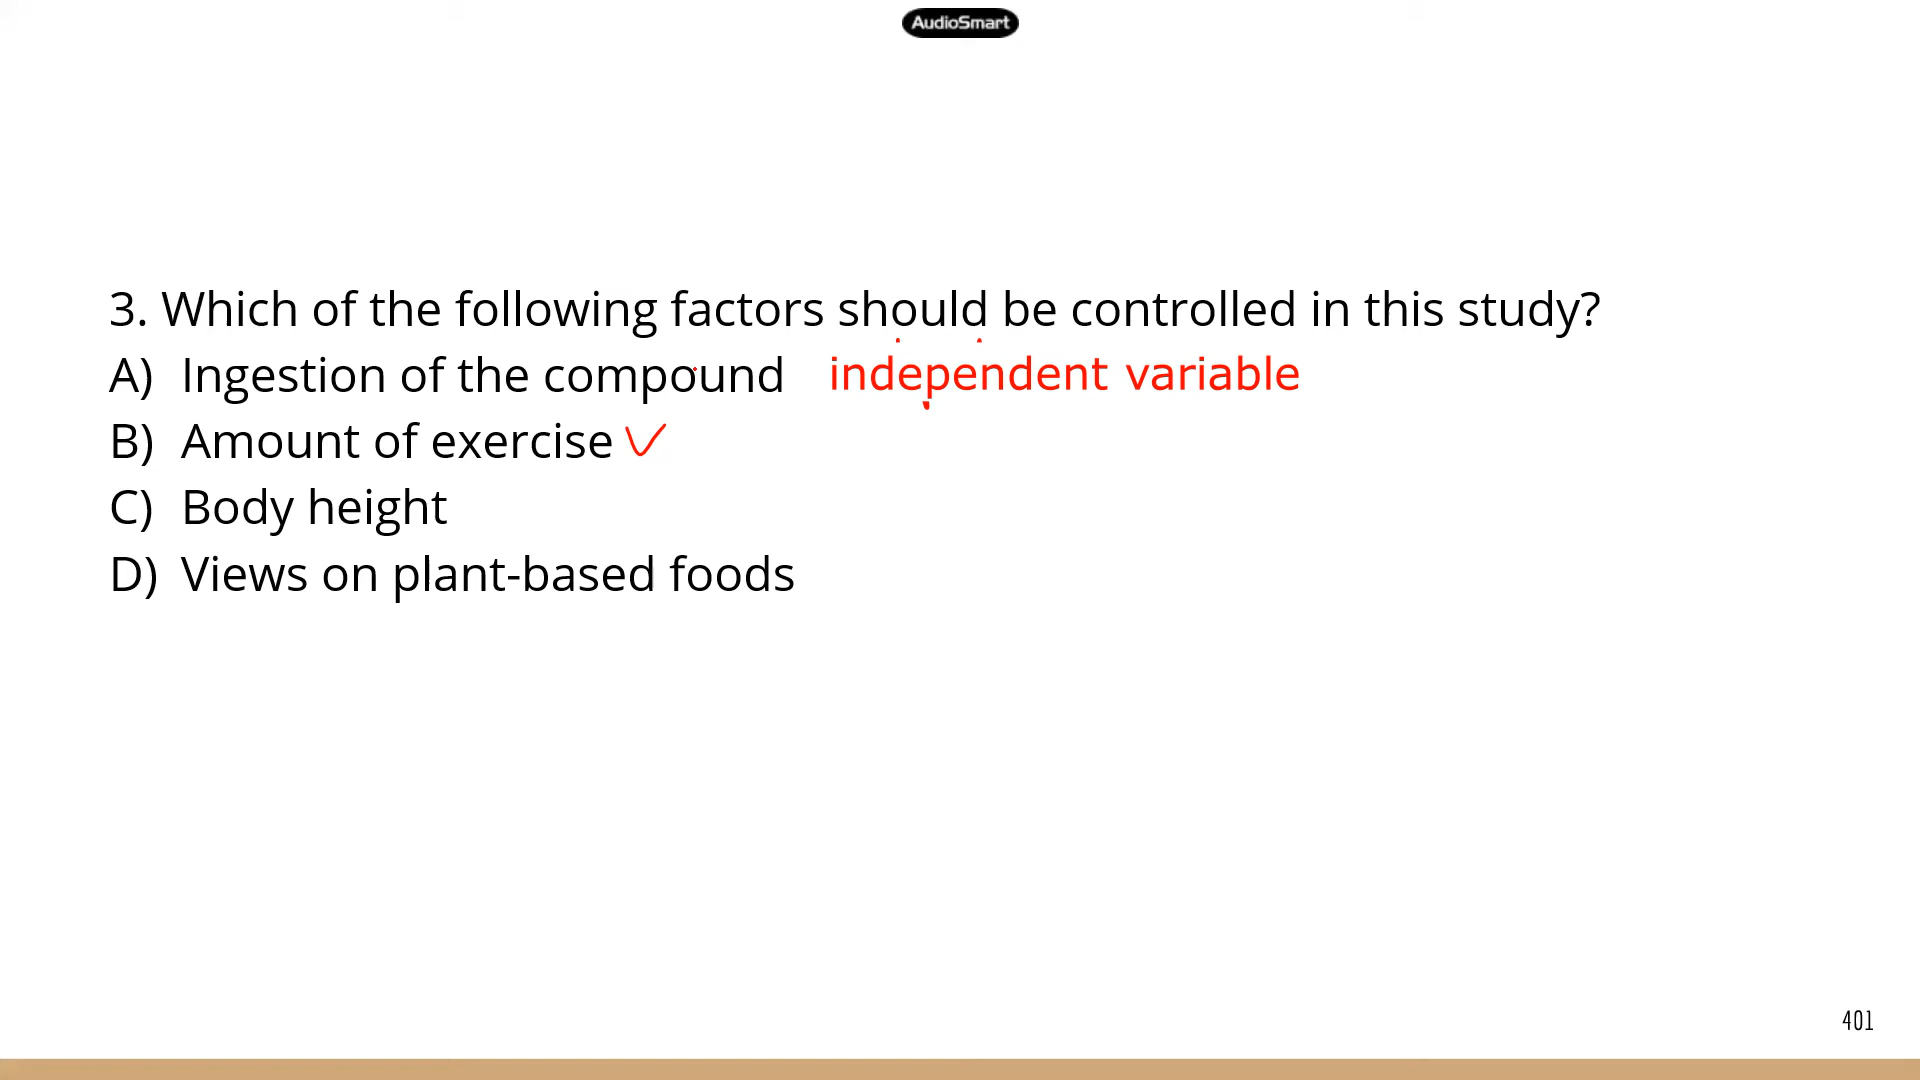 AudioSmart
3. Which of the following factors should be controlled in this study?
A) Ingestion of the compound independent variable
B) Amount of exercise
C) Body height
D) Views on plant-based foods
401